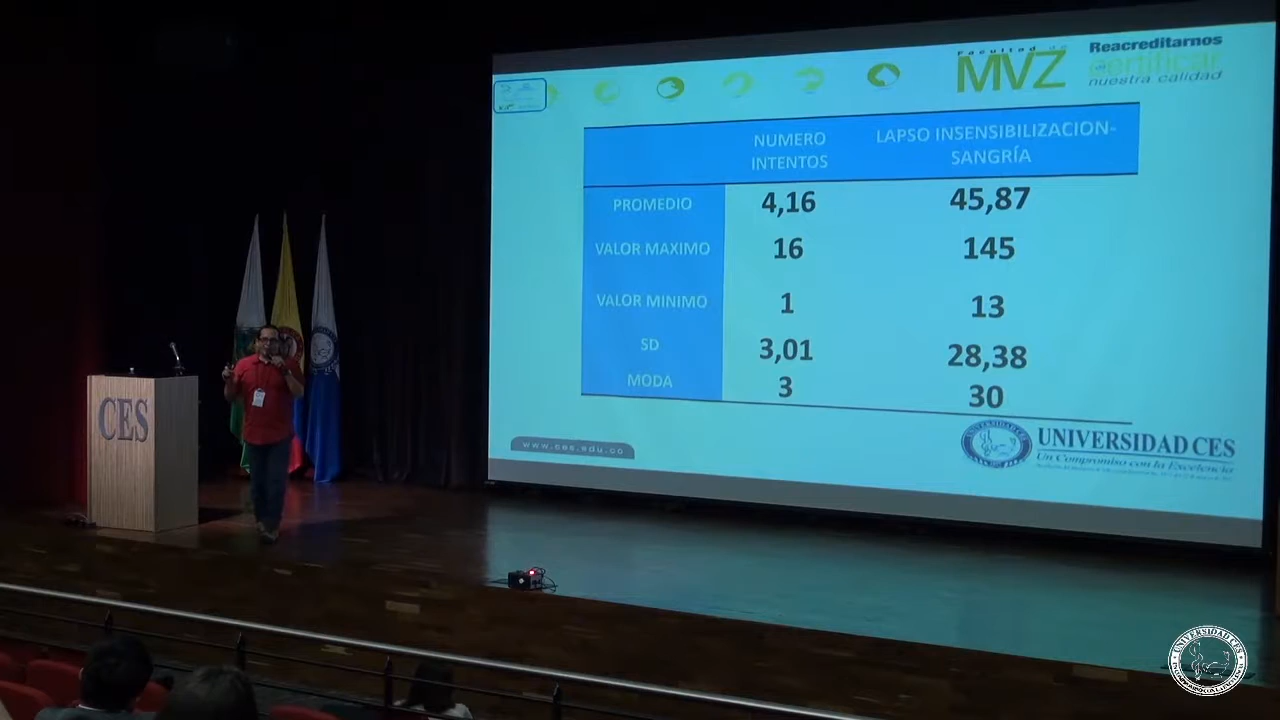 Facultad de
MVZ
Reacreditarnos
certificar
nuestra calidad
NUMERO
INTENTOS
LAPSO INSENSIBILIZACION-
SANGRÍA
PROMEDIO 4,16 45,87
VALOR MAXIMO 16 145
VALOR MINIMO 1 13
SD 3,01 28,38
MODA 3 30
www.ces.edu.co
UNIVERSIDAD CES
Un Compromiso con la Excelencia
CES
UNIVERSIDAD CES